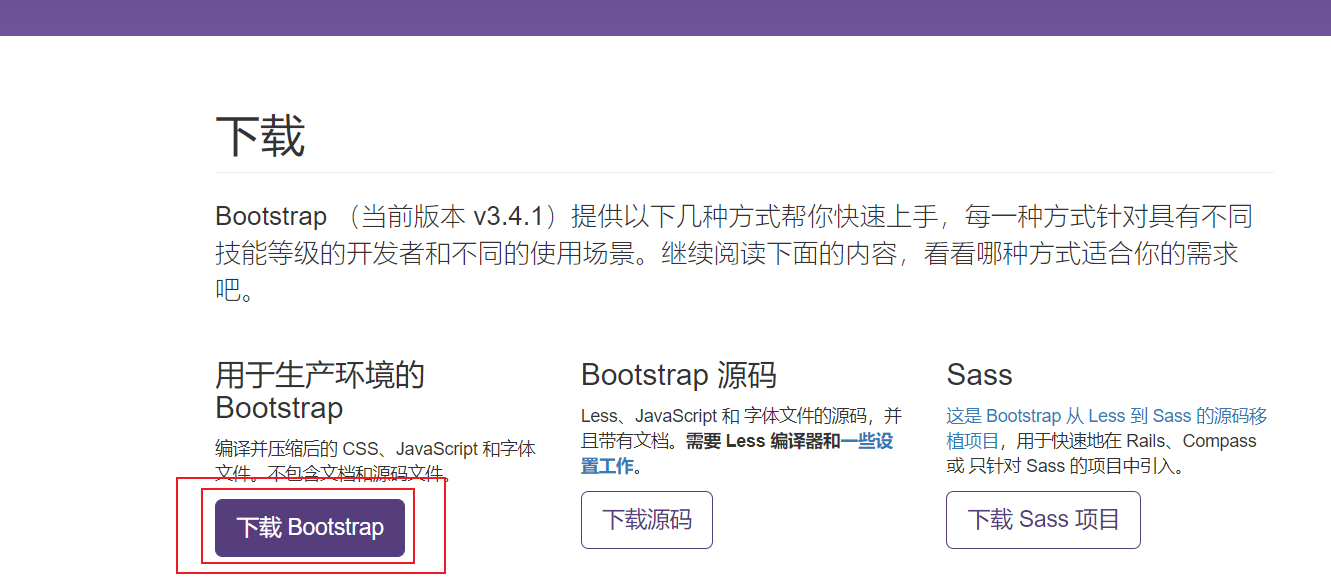 下载
Bootstrap （当前版本 v3.4.1）提供以下几种方式帮你快速上手，每一种方式针对具有不同
技能等级的开发者和不同的使用场景。继续阅读下面的内容，看看哪种方式适合你的需求
吧。
用于生产环境的
Bootstrap
编译并压缩后的 CSS、JavaScript 和字体
文件。不包含文档和源码文件。
下载 Bootstrap
Bootstrap 源码
Less、JavaScript 和 字体文件的源码，并
且带有文档。需要 Less 编译器和一些设
置工作。
下载源码
Sass
这是 Bootstrap 从 Less 到 Sass 的源码移
植项目，用于快速地在 Rails、Compass
或 只针对 Sass 的项目中引入。
下载 Sass 项目